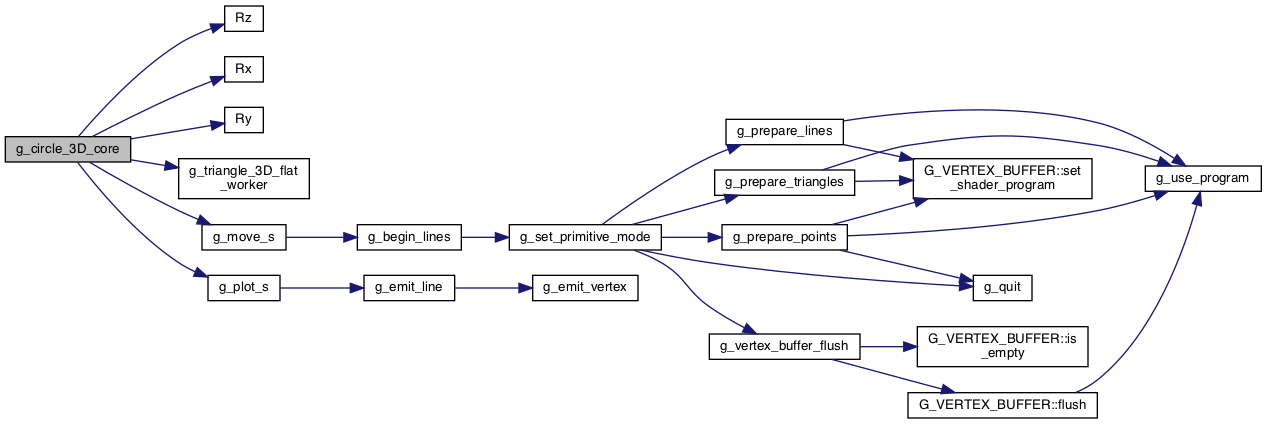 g_circle_3D_core
Rz
Rx
Ry
g_triangle_3D_flat
_worker
g_move_s
g_plot_s
g_begin_lines
g_emit_line
g_set_primitive_mode
g_emit_vertex
g_prepare_lines
g_prepare_triangles
g_prepare_points
g_vertex_buffer_flush
G_VERTEX_BUFFER::set
_shader_program
g_quit
G_VERTEX_BUFFER::is
_empty
G_VERTEX_BUFFER::flush
g_use_program